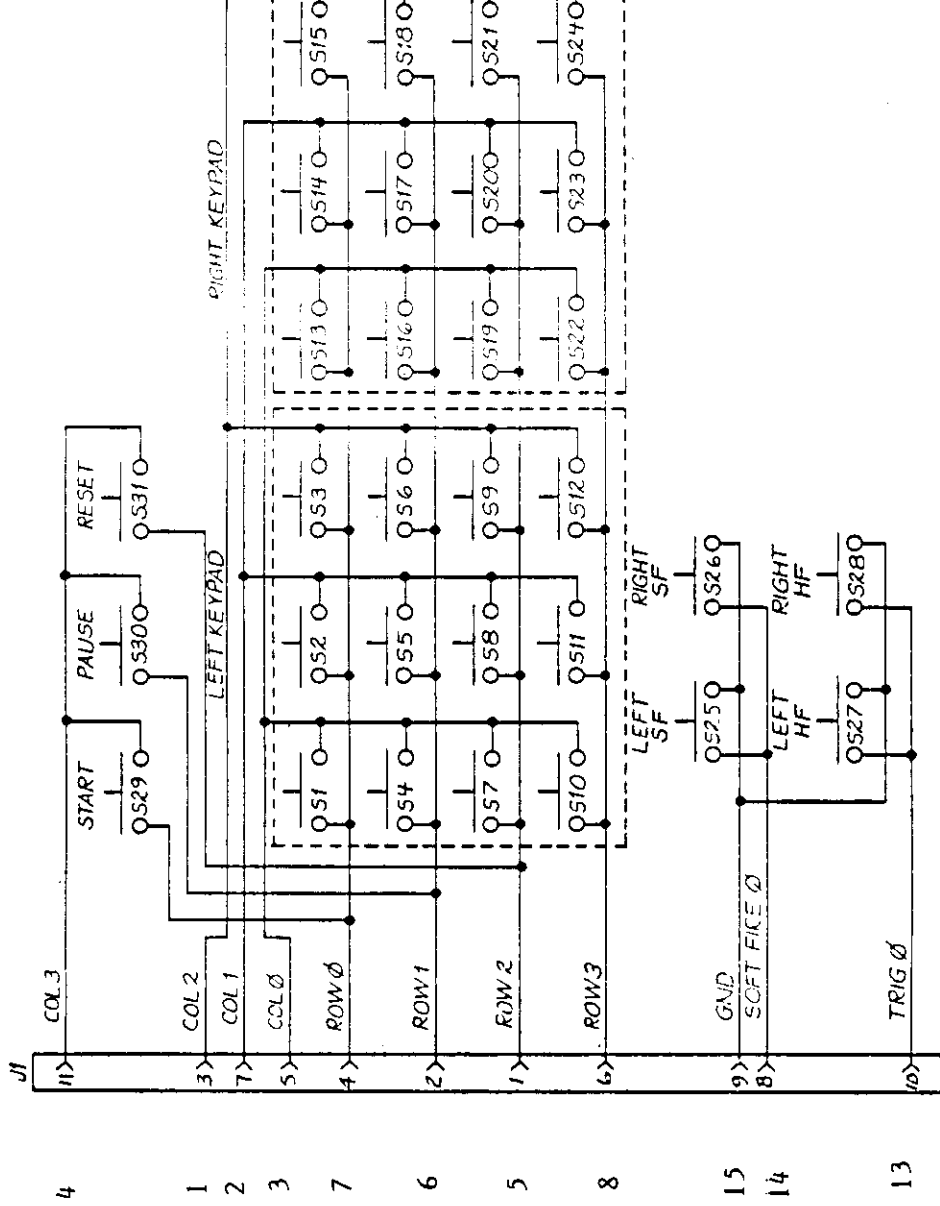 J1
4 11 COL3
START S29
PAUSE S30
RESET S31
1 3 COL 2
2 7 COL 1
3 5 COL Ø
LEFT KEYPAD
RIGHT KEYPAD
7 4 ROW Ø
S1 S2 S3 S13 S14 S15
6 2 ROW 1
S4 S5 S6 S16 S17 S18
5 1 ROW 2
S7 S8 S9 S19 S20 S21
8 6 ROW 3
S10 S11 S12 S22 S23 S24
LEFT
SF
S25
RIGHT
SF
S26
15 9 GND
14 8 SOFT FIRE Ø
LEFT
HF
S27
RIGHT
HF
S28
13 10 TRIG Ø